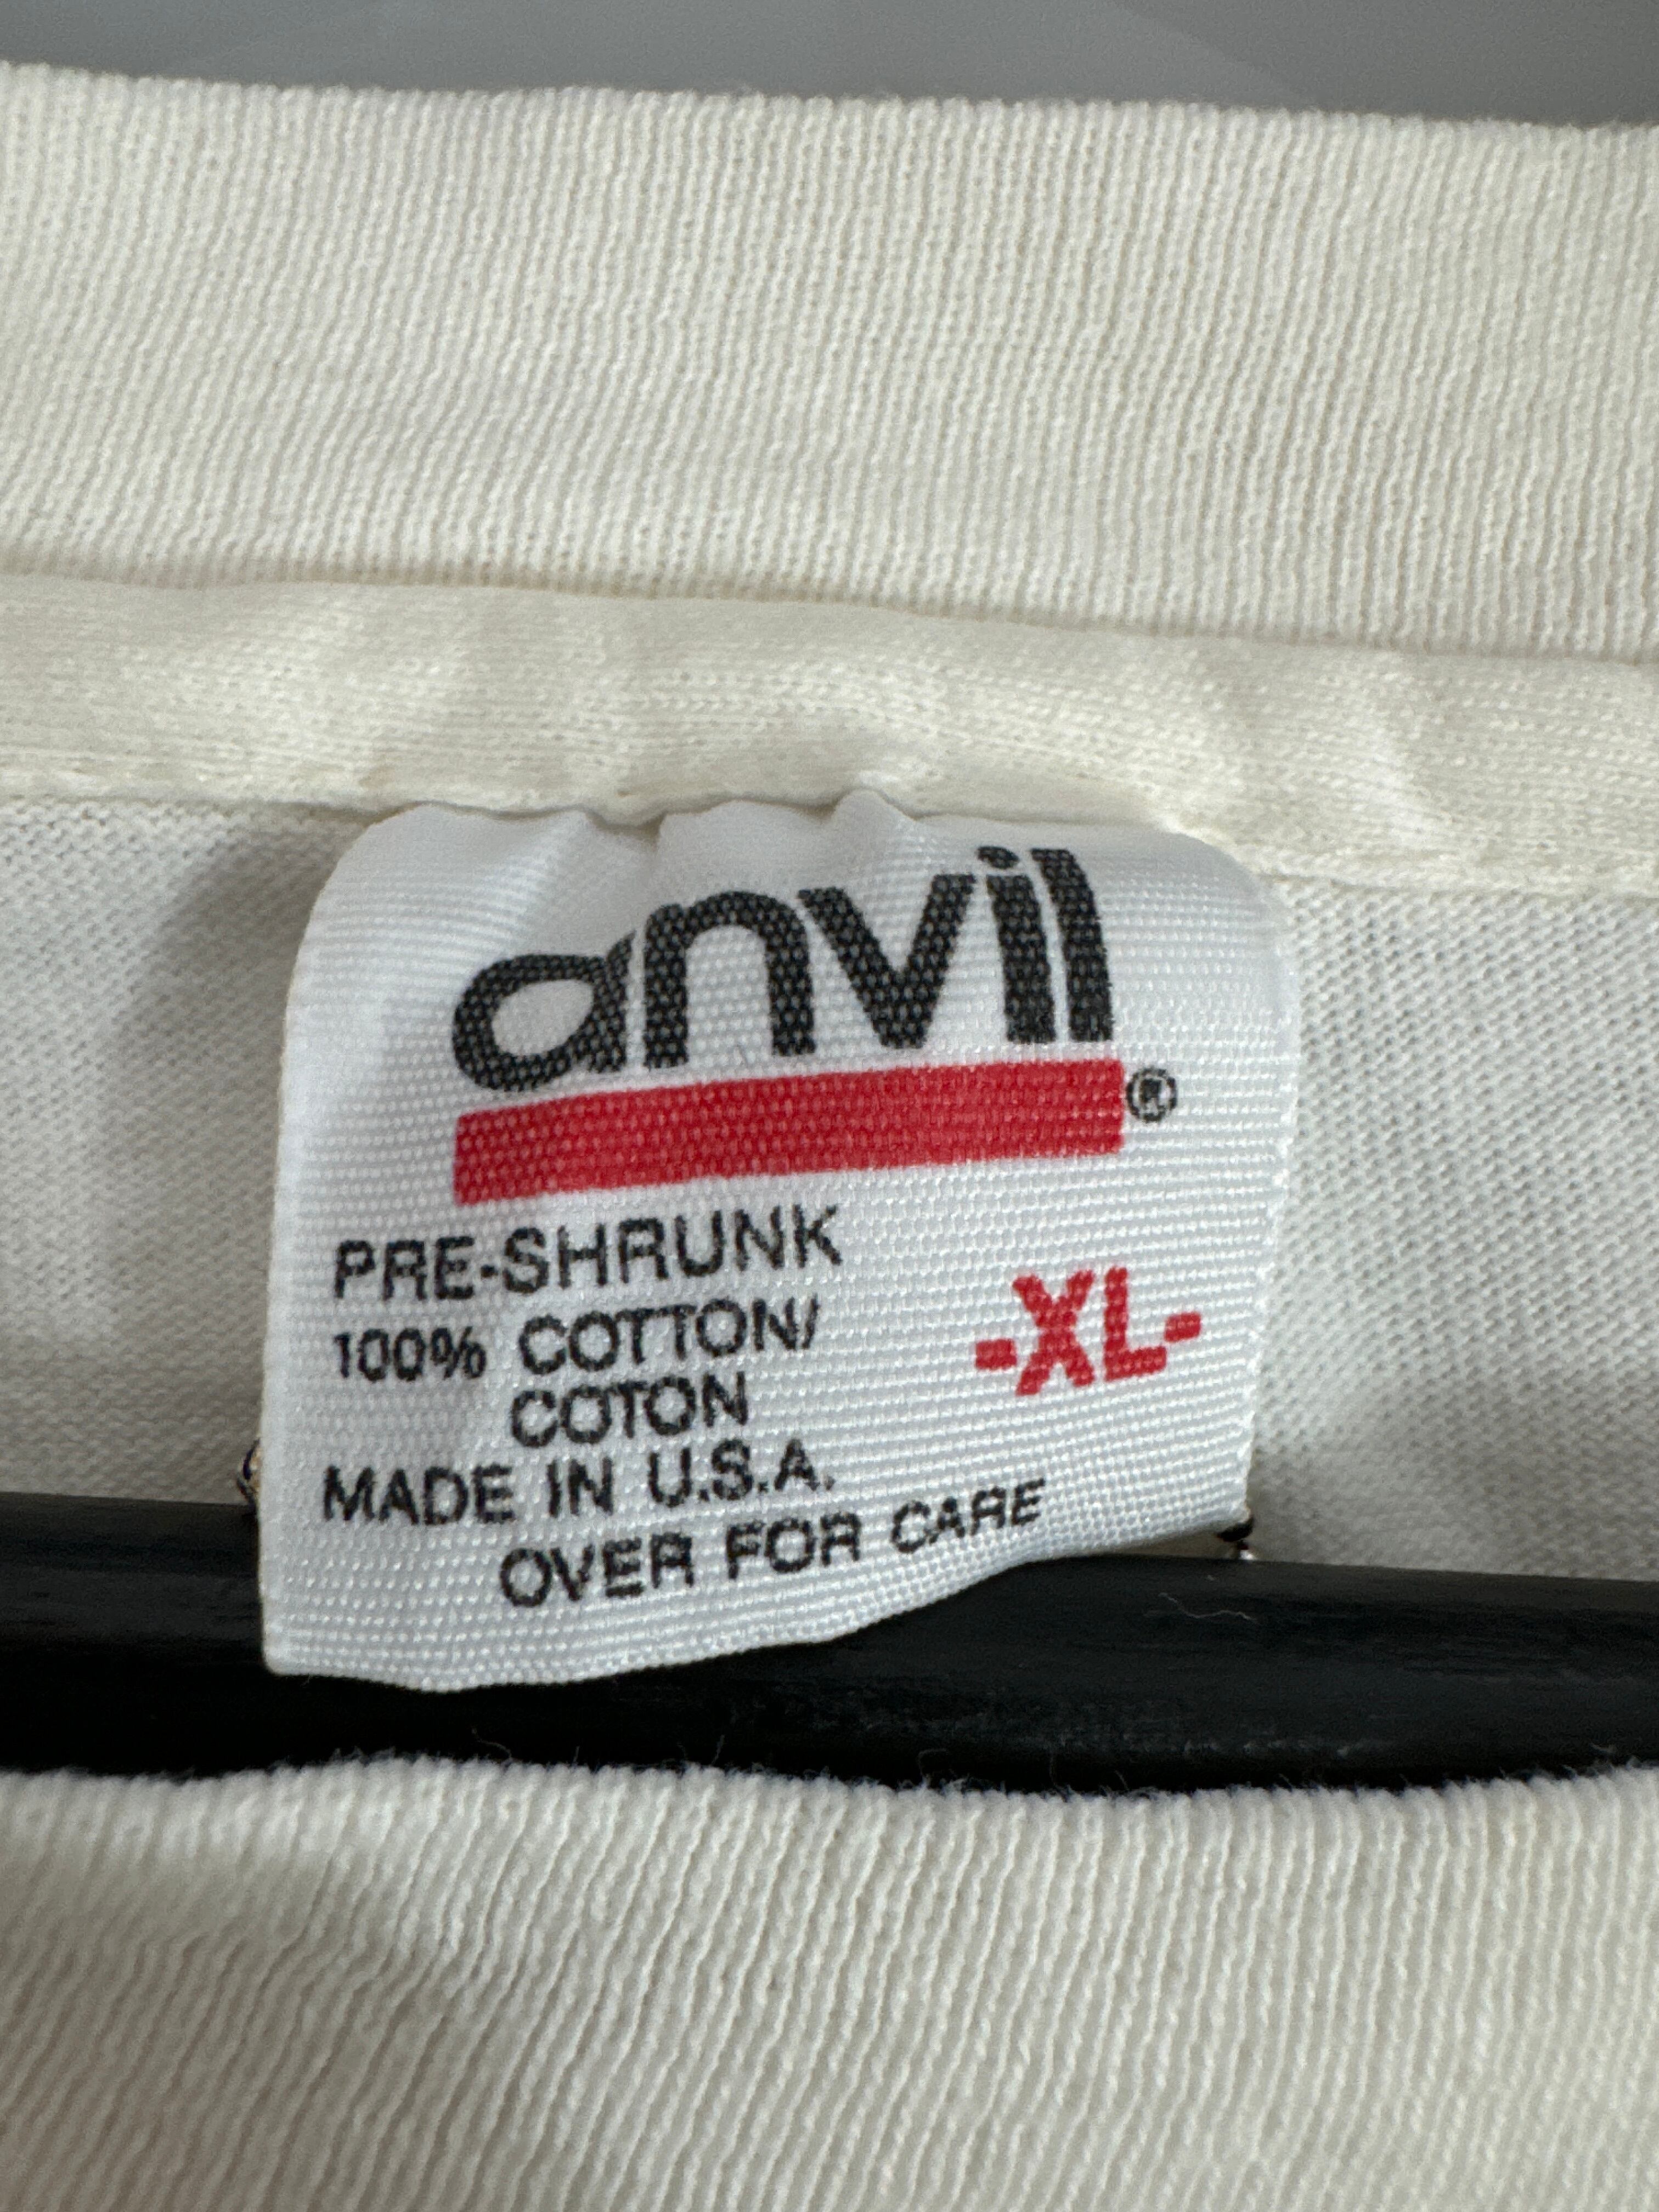 anvil®
PRE-SHRUNK
100% COTTON/
COTON
-XL-
MADE IN U.S.A.
OVER FOR CARE